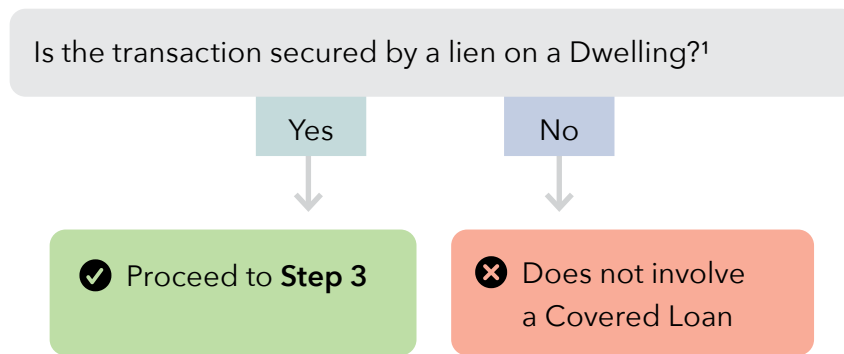 Is the transaction secured by a lien on a Dwelling?¹
Yes
No
Proceed to Step 3
Does not involve
a Covered Loan